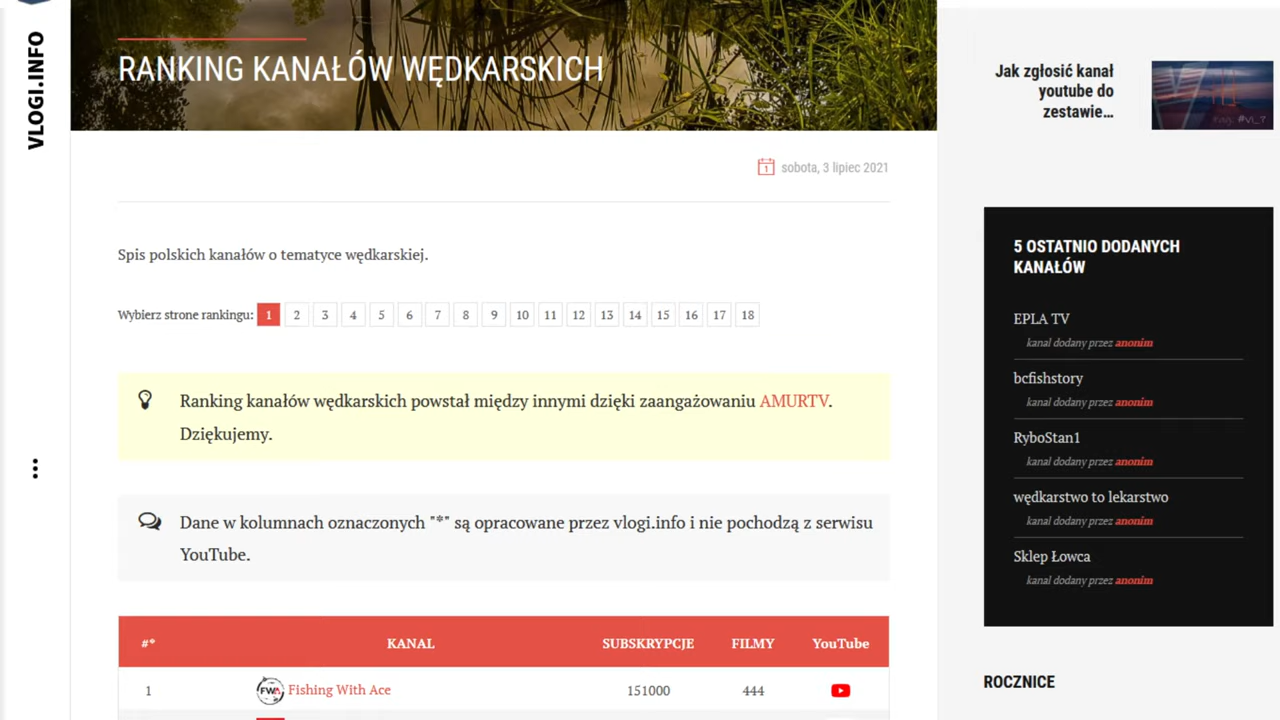 VLOGI.INFO
RANKING KANAŁÓW WĘDKARSKICH
sobota, 3 lipiec 2021
Spis polskich kanałów o tematyce wędkarskiej.
Wybierz strone rankingu: 1 2 3 4 5 6 7 8 9 10 11 12 13 14 15 16 17 18
Ranking kanałów wędkarskich powstał między innymi dzięki zaangażowaniu AMURTV.
Dziękujemy.
Dane w kolumnach oznaczonych "*" są opracowane przez vlogi.info i nie pochodzą z serwisu
YouTube.
#* KANAL SUBSKRYPCJE FILMY YouTube
1 FWA Fishing With Ace 151000 444
Jak zgłosić kanał
youtube do
zestawie...
5 OSTATNIO DODANYCH
KANAŁÓW
EPLA TV
kanal dodany przez anonim
bcfishstory
kanal dodany przez anonim
RyboStan1
kanal dodany przez anonim
wędkarstwo to lekarstwo
kanal dodany przez anonim
Sklep Łowca
kanal dodany przez anonim
ROCZNICE